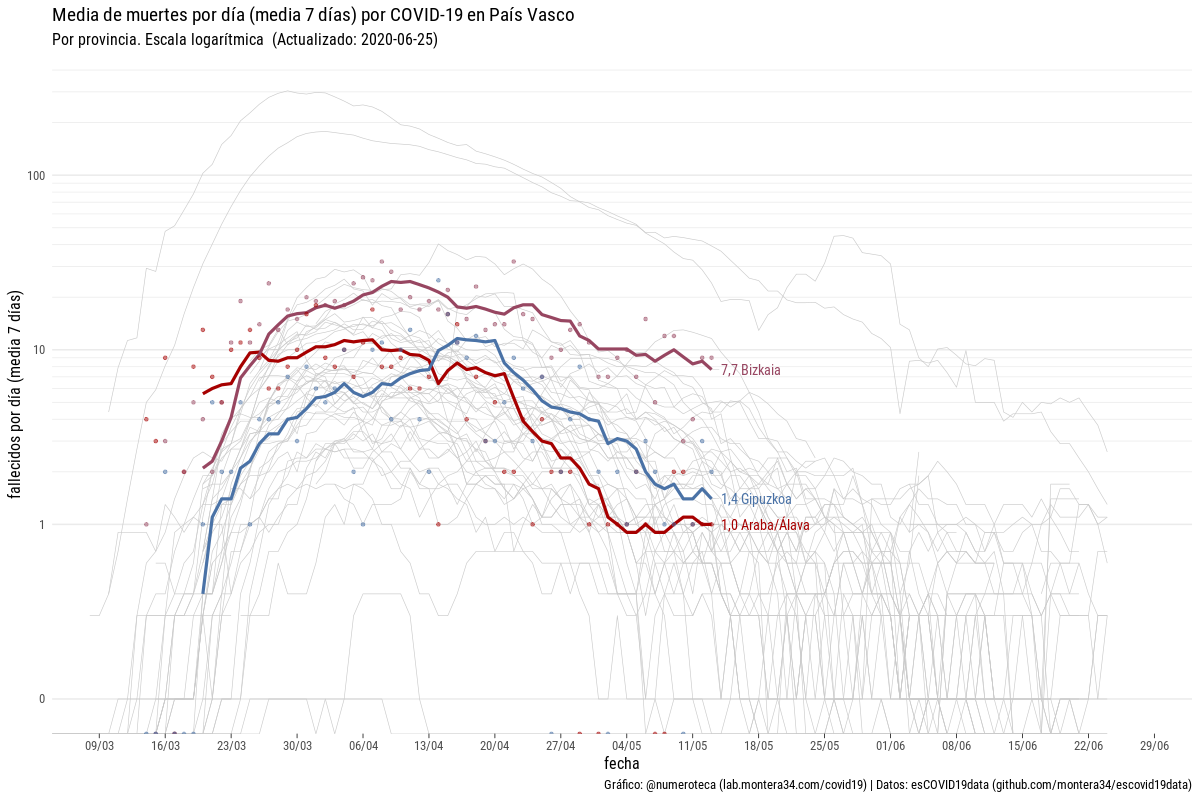 Media de muertes por día (media 7 días) por COVID-19 en País Vasco
Por provincia. Escala logarítmica (Actualizado: 2020-06-25)
fallecidos por día (media 7 días)
100
10
1
0
7,7 Bizkaia
1,4 Gipuzkoa
1,0 Araba/Álava
09/03 16/03 23/03 30/03 06/04 13/04 20/04 27/04 04/05 11/05 18/05 25/05 01/06 08/06 15/06 22/06 29/06
fecha
Gráfico: @numeroteca (lab.montera34.com/covid19) | Datos: esCOVID19data (github.com/montera34/escovid19data)